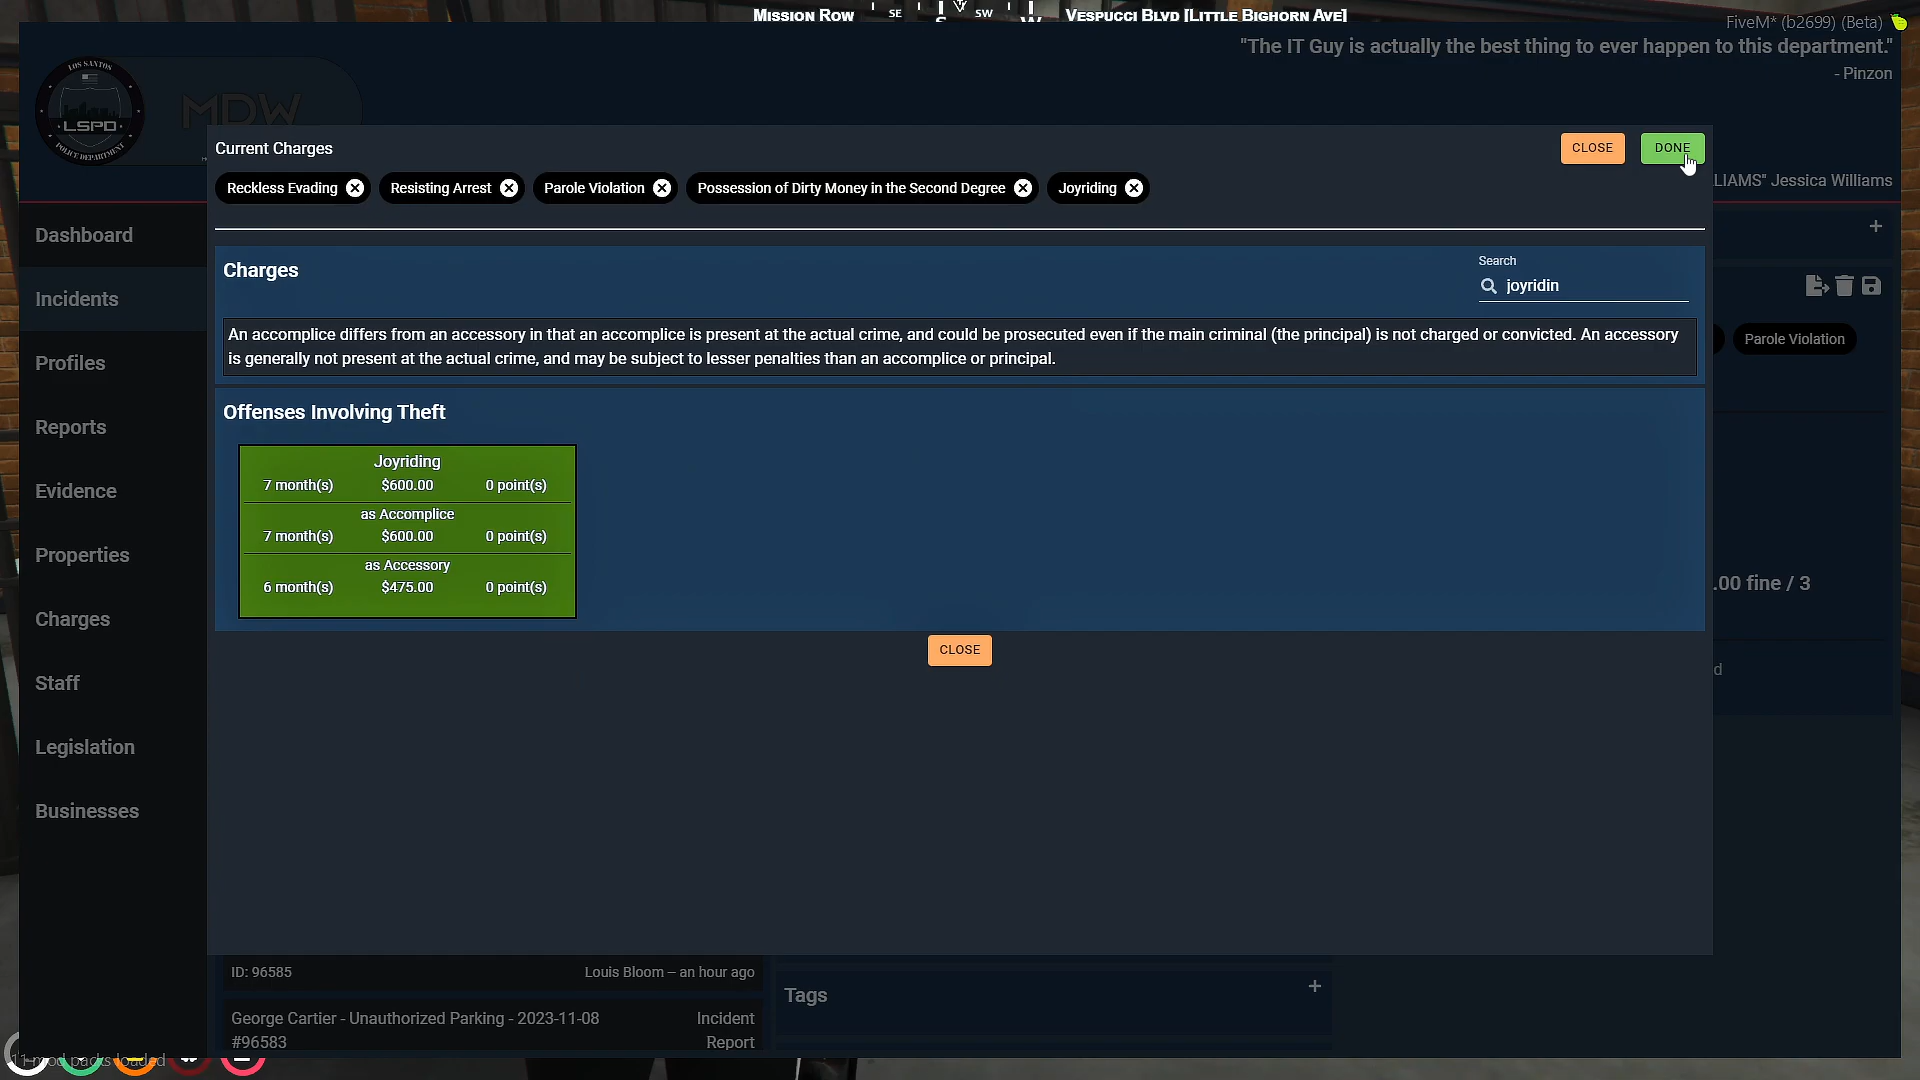 Mission Row
SE
S
SW
W
Vespucci Blvd [Little Bighorn Ave]
FiveM* (b2699) (Beta)
"The IT Guy is actually the best thing to ever happen to this department."
- Pinzon
LOS SANTOS
LSPD
POLICE DEPARTMENT
MDW
Current Charges
CLOSE
DONE
Reckless Evading
Resisting Arrest
Parole Violation
Possession of Dirty Money in the Second Degree
Joyriding
LIAMS" Jessica Williams
Dashboard
Incidents
Profiles
Reports
Evidence
Properties
Charges
Staff
Legislation
Businesses
Charges
Search
joyridin
An accomplice differs from an accessory in that an accomplice is present at the actual crime, and could be prosecuted even if the main criminal (the principal) is not charged or convicted. An accessory
is generally not present at the actual crime, and may be subject to lesser penalties than an accomplice or principal.
Parole Violation
Offenses Involving Theft
Joyriding
7 month(s) $600.00 0 point(s)
as Accomplice
7 month(s) $600.00 0 point(s)
as Accessory
6 month(s) $475.00 0 point(s)
.00 fine / 3
CLOSE
d
ID: 96585
Louis Bloom – an hour ago
Tags
George Cartier - Unauthorized Parking - 2023-11-08
#96583
Incident
Report
11 mod packs loaded